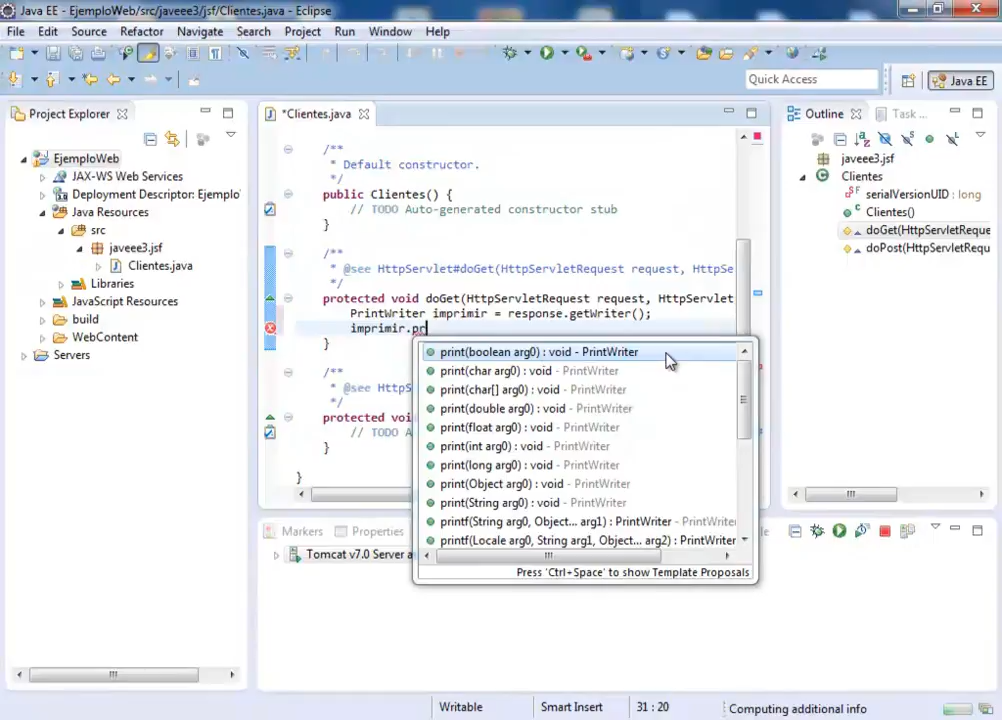 Java EE - EjemploWeb/src/javeee3/jsf/Clientes.java - Eclipse
File Edit Source Refactor Navigate Search Project Run Window Help
Quick Access
Java EE
Project Explorer
EjemploWeb
JAX-WS Web Services
Deployment Descriptor: Ejemplo
Java Resources
src
javeee3.jsf
Clientes.java
Libraries
JavaScript Resources
build
WebContent
Servers
*Clientes.java
/**
* Default constructor.
*/
public Clientes() {
// TODO Auto-generated constructor stub
}
/**
* @see HttpServlet#doGet(HttpServletRequest request, HttpSe
*/
protected void doGet(HttpServletRequest request, HttpServlet
PrintWriter imprimir = response.getWriter();
imprimir.pr
}
/**
* @see HttpS
*/
protected voi
// TODO A
}
}
print(boolean arg0) : void - PrintWriter
print(char arg0) : void - PrintWriter
print(char[] arg0) : void - PrintWriter
print(double arg0) : void - PrintWriter
print(float arg0) : void - PrintWriter
print(int arg0) : void - PrintWriter
print(long arg0) : void - PrintWriter
print(Object arg0) : void - PrintWriter
print(String arg0) : void - PrintWriter
printf(String arg0, Object... arg1) : PrintWriter - PrintWriter
printf(Locale arg0, String arg1, Object... arg2) : PrintWriter
Press 'Ctrl+Space' to show Template Proposals
Outline
Task ...
javeee3.jsf
Clientes
serialVersionUID : long
Clientes()
doGet(HttpServletReque
doPost(HttpServletRequ
Markers
Properties
Tomcat v7.0 Server a
Writable
Smart Insert
31 : 20
Computing additional info